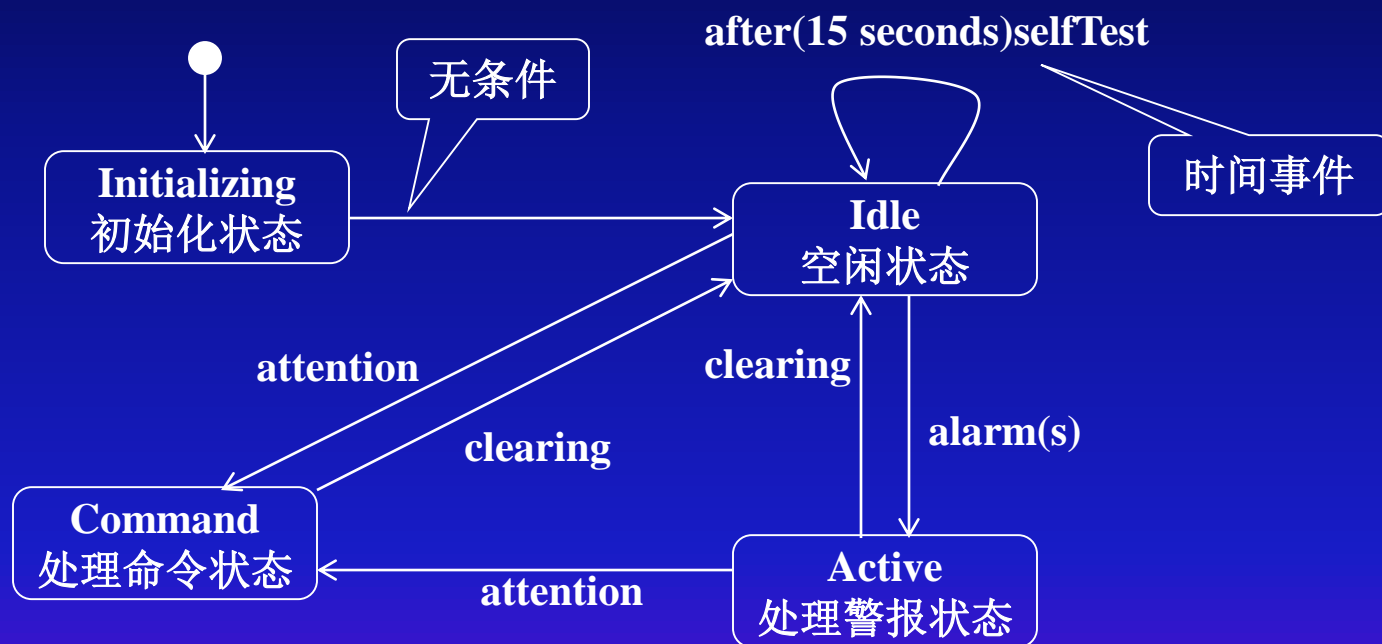 after(15 seconds)selfTest
无条件
Initializing
初始化状态
时间事件
Idle
空闲状态
attention
clearing
clearing
alarm(s)
Command
处理命令状态
attention
Active
处理警报状态